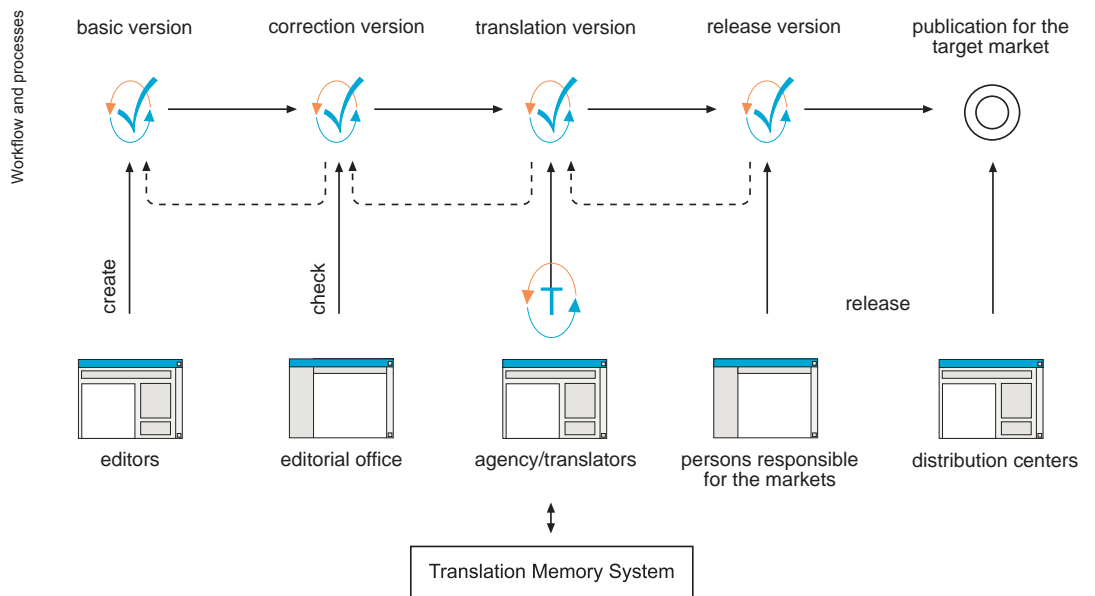 Workflow and processes
basic version
correction version
translation version
release version
publication for the
target market
create
check
T
release
editors
editorial office
agency/translators
persons responsible
for the markets
distribution centers
Translation Memory System